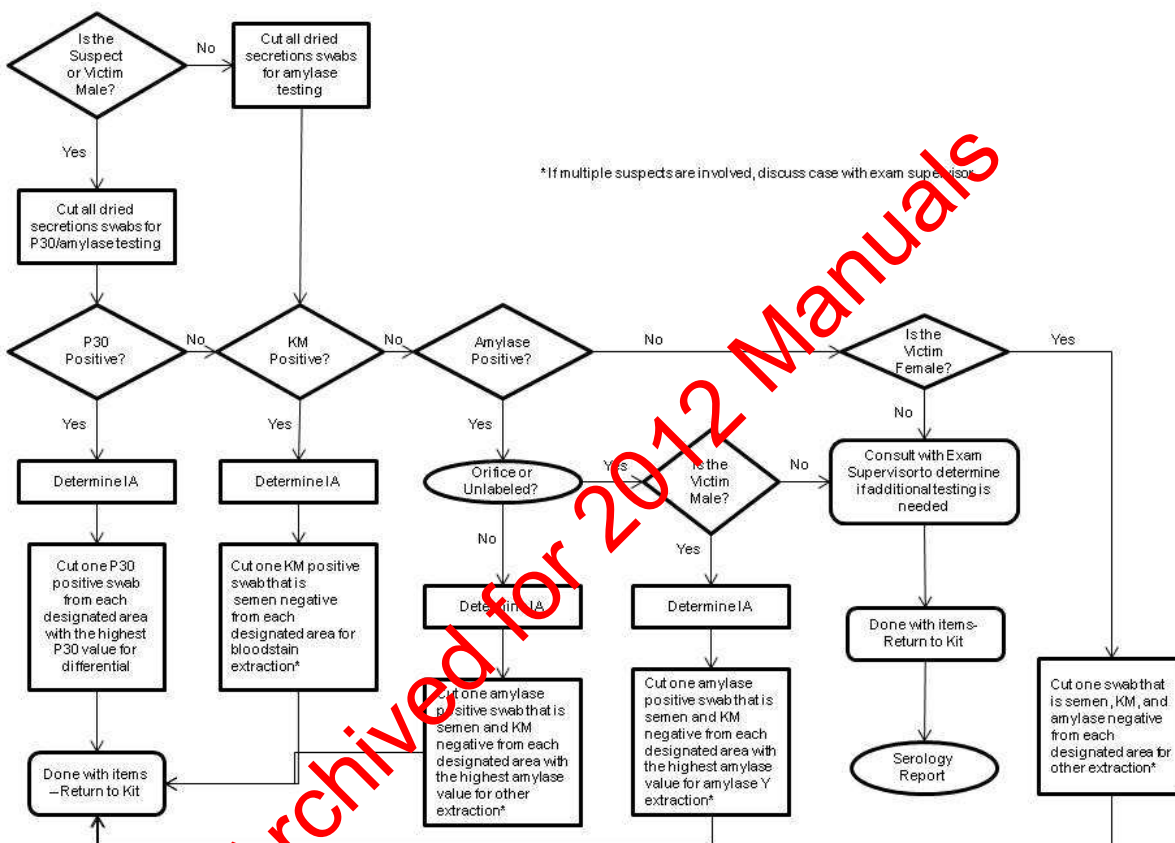 Is the
Suspect
or Victim
Male?
No
Cut all dried
secretions swabs
for amylase
testing
Yes
*If multiple suspects are involved, discuss case with exam supervisor
Cut all dried
secretions swabs for
P30/amylase testing
P30
Positive?
No
KM
Positive?
No
Amylase
Positive?
No
Is the
Victim
Female?
Yes
Yes
Yes
Yes
No
Determine IA
Determine IA
Orifice or
Unlabeled?
Yes
Is the
Victim
Male?
No
Consult with Exam
Supervisor to determine
if additional testing is
needed
No
Yes
Cut one P30
positive swab
from each
designated area
with the highest
P30 value for
differential
Cut one KM positive
swab that is
semen negative
from each
designated area for
bloodstain
extraction*
Determine IA
Determine IA
Done with items-
Return to Kit
Cut one amylase
positive swab that is
semen and KM
negative from each
designated area with
the highest amylase
value for other
extraction*
Cut one amylase
positive swab that is
semen and KM
negative from each
designated area with
the highest amylase
value for amylase Y
extraction*
Cut one swab that
is semen, KM, and
amylase negative
from each
designated area for
other extraction*
Done with items
–Return to Kit
Serology
Report
Archived for 2012 Manuals